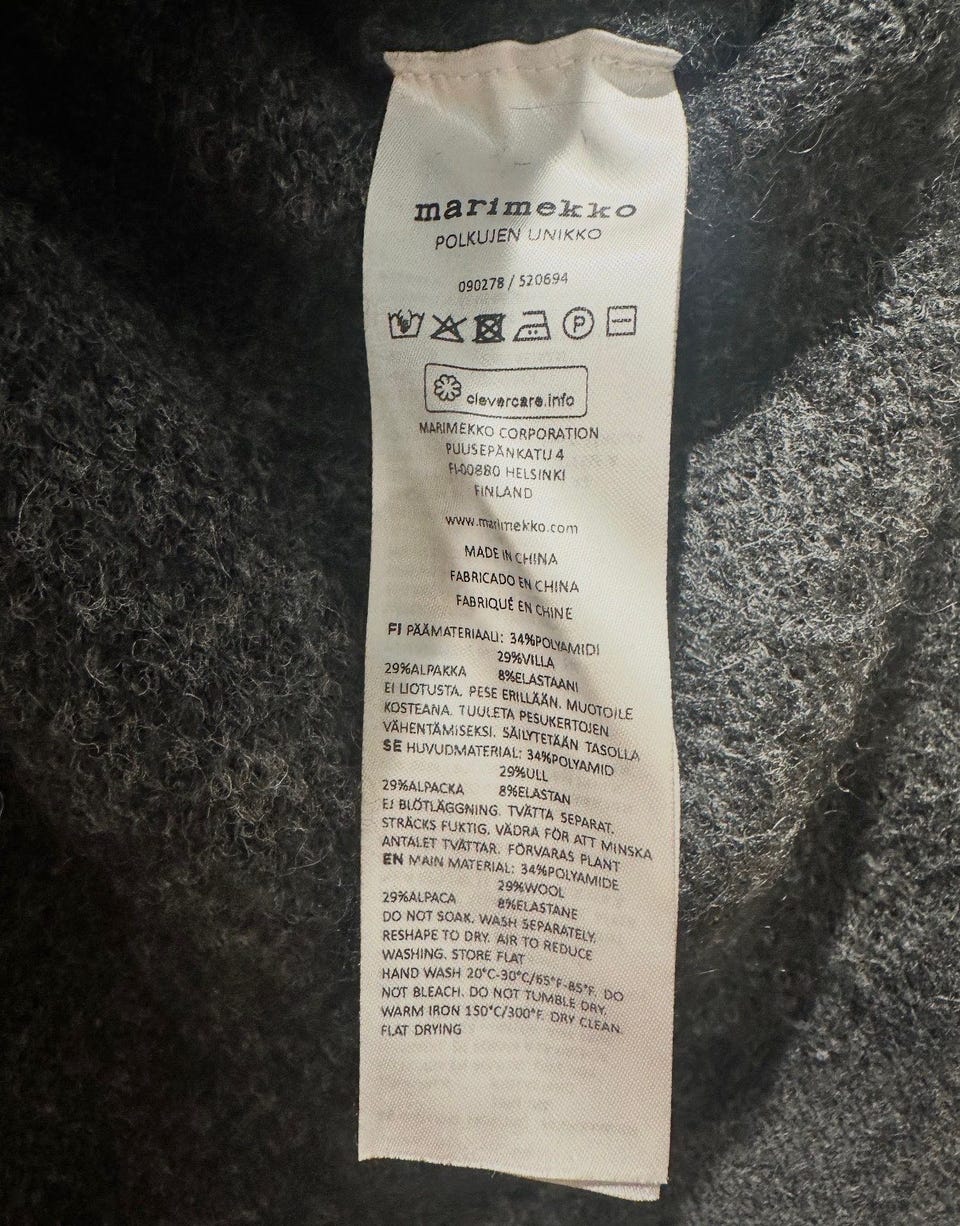 marimekko
POLKUJEN UNIKKO
090278 / 520694
P
clevercare.info
MARIMEKKO CORPORATION
PUUSEPÄNKATU 4
FI-00880 HELSINKI
FINLAND
www.marimekko.com
MADE IN CHINA
FABRICADO EN CHINA
FABRIQUÉ EN CHINE
FI PÄÄMATERIAALI: 34%POLYAMIDI
29%VILLA
29%ALPAKKA 8%ELASTAANI
EI LIOTUSTA. PESE ERILLÄÄN. MUOTOILE
KOSTEANA. TUULETA PESUKERTOJEN
VÄHENTÄMISEKSI. SÄILYTETÄÄN TASOLLA
SE HUVUDMATERIAL: 34%POLYAMID
29%ULL
29%ALPACKA 8%ELASTAN
EJ BLÖTLÄGGNING. TVÄTTA SEPARAT.
STRÄCKS FUKTIG. VÄDRA FÖR ATT MINSKA
ANTALET TVÄTTAR. FÖRVARAS PLANT
EN MAIN MATERIAL: 34%POLYAMIDE
29%WOOL
29%ALPACA 8%ELASTANE
DO NOT SOAK. WASH SEPARATELY.
RESHAPE TO DRY. AIR TO REDUCE
WASHING. STORE FLAT
HAND WASH 20°C-30°C/65°F-85°F. DO
NOT BLEACH. DO NOT TUMBLE DRY.
WARM IRON 150°C/300°F. DRY CLEAN.
FLAT DRYING